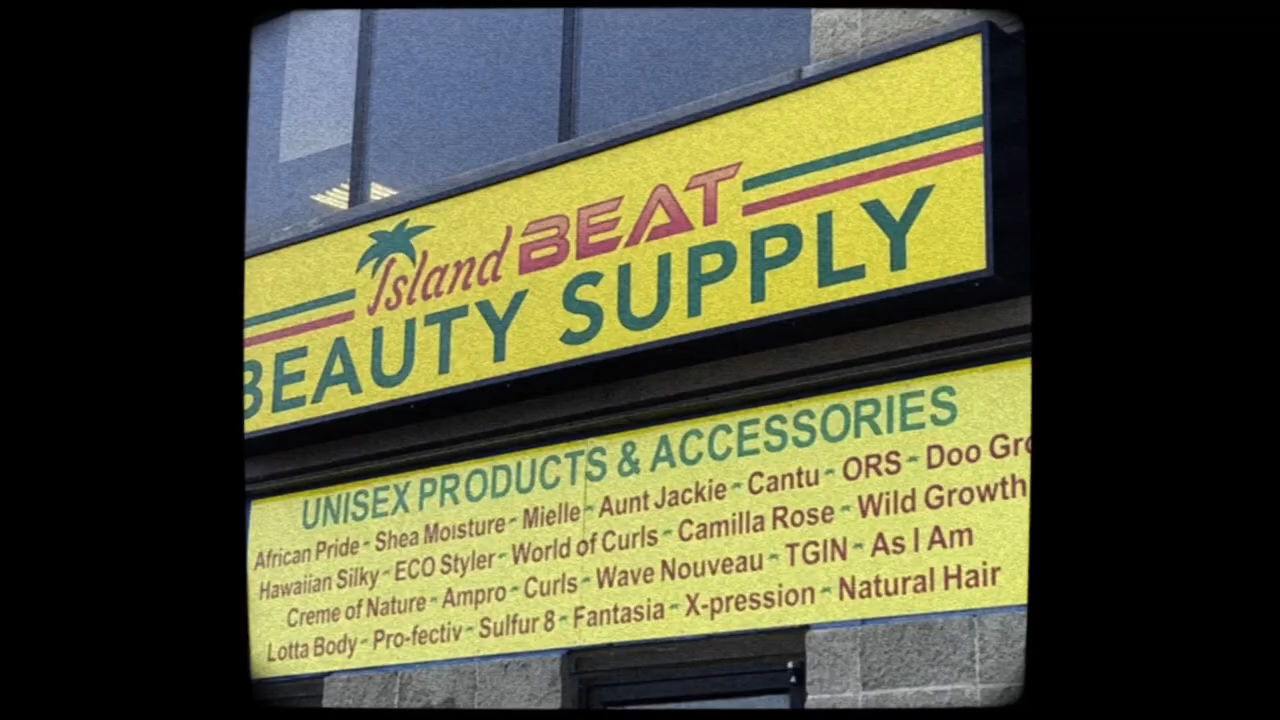 Island BEAT
BEAUTY SUPPLY
UNISEX PRODUCTS & ACCESSORIES
African Pride - Shea Moisture - Mielle - Aunt Jackie - Cantu - ORS - Doo Gro
Hawaiian Silky - ECO Styler - World of Curls - Camilla Rose - Wild Growth
Creme of Nature - Ampro - Curls - Wave Nouveau - TGIN - As I Am
Lotta Body - Pro-fectiv - Sulfur 8 - Fantasia - X-pression - Natural Hair